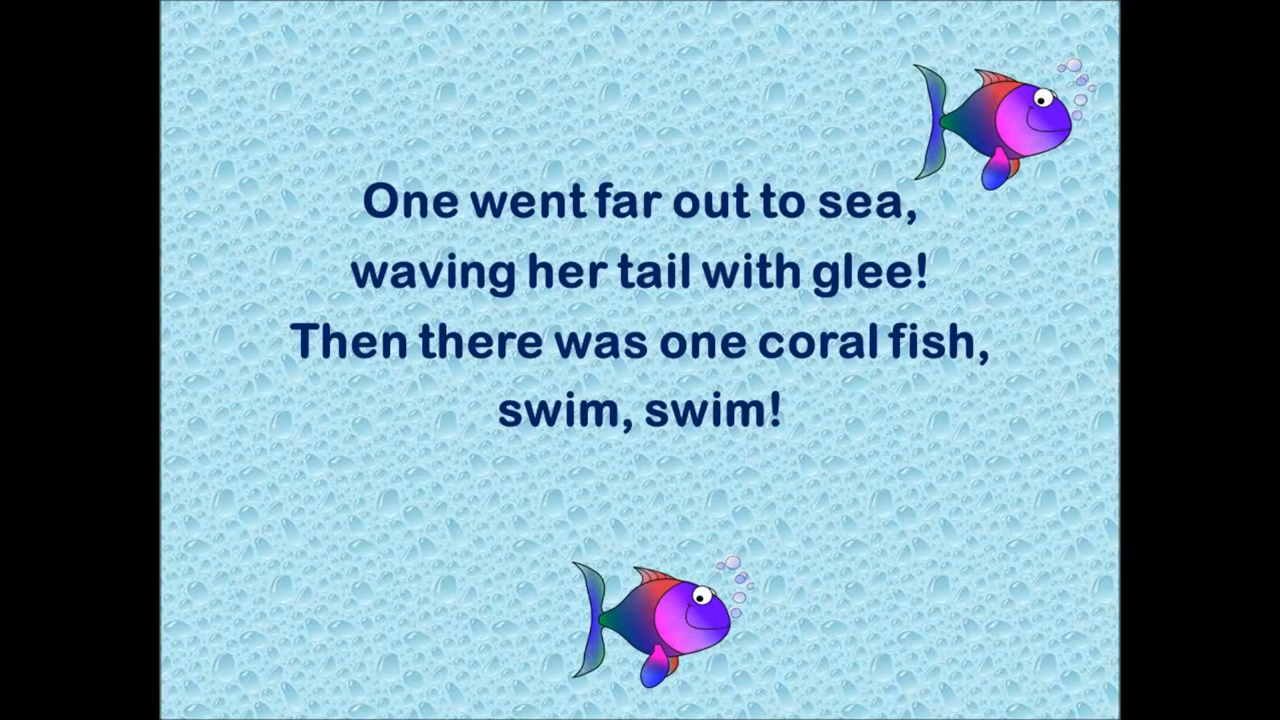 One went far out to sea,
waving her tail with glee!
Then there was one coral fish,
swim, swim!